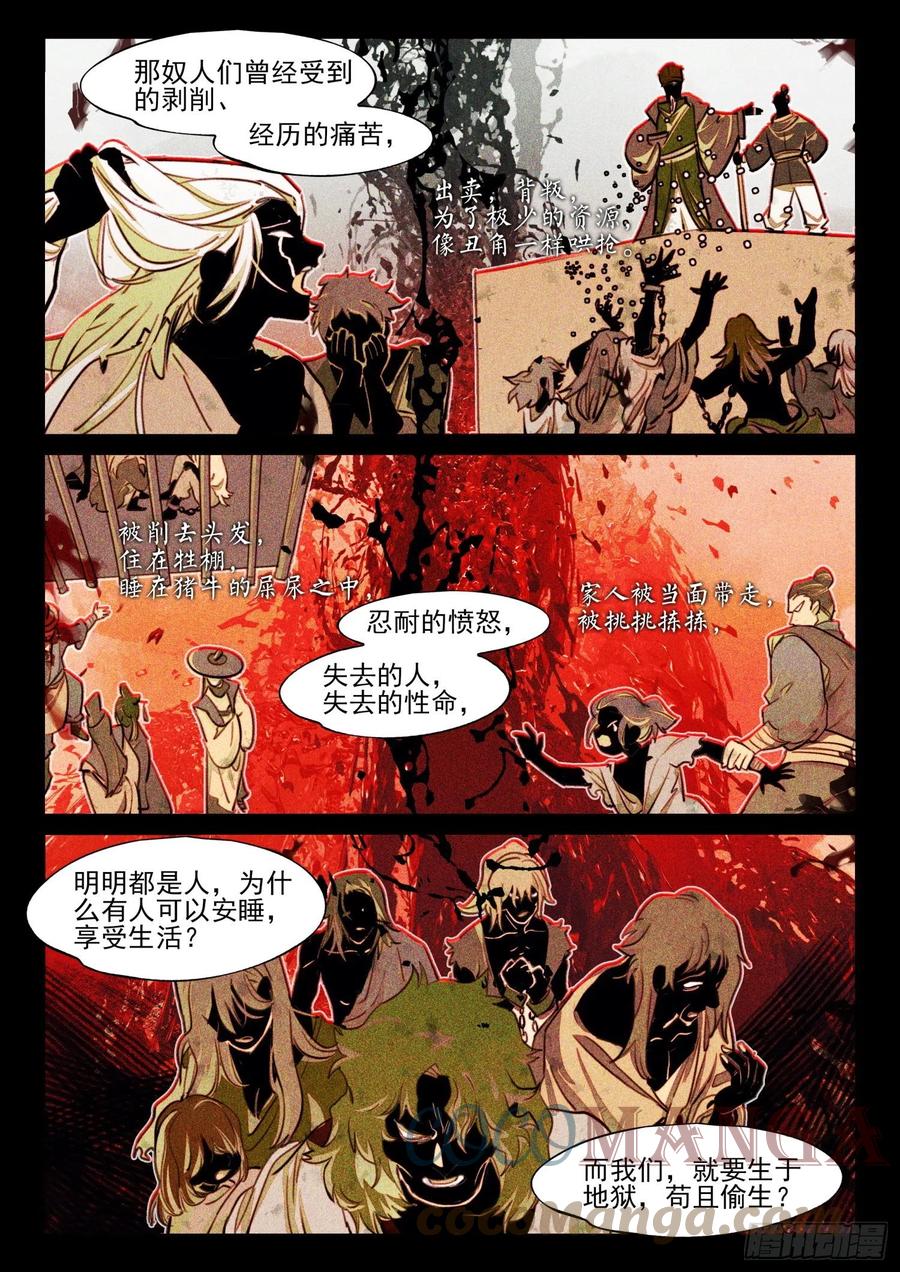 那奴人们曾经受到
的剥削、
经历的痛苦，
出卖，背叛，
为了极少的资源，
像丑角一样哄抢。
被削去头发，
住在牲棚，
睡在猪牛的屎尿之中，
忍耐的愤怒，
失去的人，
失去的性命，
家人被当面带走，
被挑挑拣拣，
明明都是人，为什
么有人可以安睡，
享受生活？
而我们，就要生于
地狱，苟且偷生？
COCOMANGA
cocoManga.com
腾讯动漫